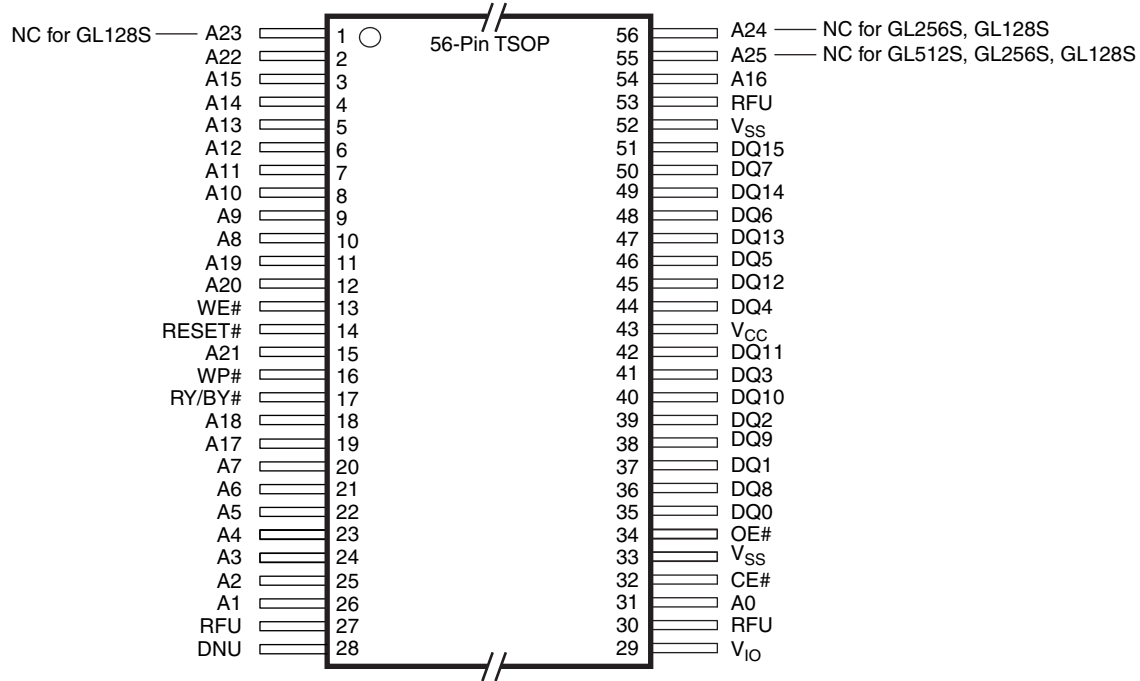 NC for GL128S A23 1 56-Pin TSOP 56 A24 NC for GL256S, GL128S
A22 2 55 A25 NC for GL512S, GL256S, GL128S
A15 3 54 A16
A14 4 53 RFU
A13 5 52 VSS
A12 6 51 DQ15
A11 7 50 DQ7
A10 8 49 DQ14
A9 9 48 DQ6
A8 10 47 DQ13
A19 11 46 DQ5
A20 12 45 DQ12
WE# 13 44 DQ4
RESET# 14 43 VCC
A21 15 42 DQ11
WP# 16 41 DQ3
RY/BY# 17 40 DQ10
A18 18 39 DQ2
A17 19 38 DQ9
A7 20 37 DQ1
A6 21 36 DQ8
A5 22 35 DQ0
A4 23 34 OE#
A3 24 33 VSS
A2 25 32 CE#
A1 26 31 A0
RFU 27 30 RFU
DNU 28 29 VIO